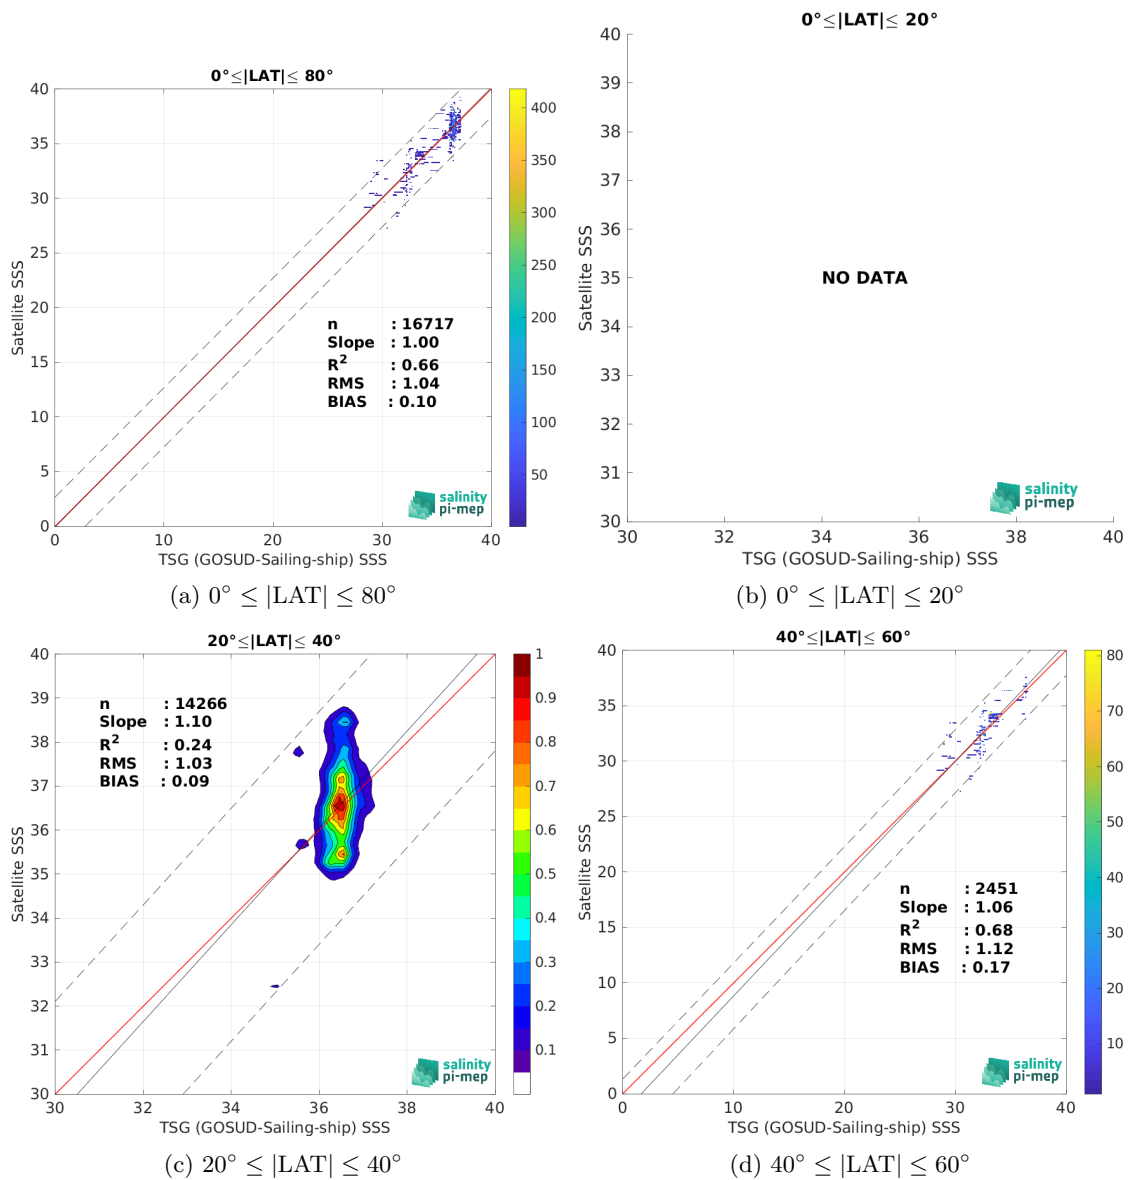 0°≤|LAT|≤ 80°
40
35
30
25
20
15
10
5
0
Satellite SSS
n : 16717
Slope : 1.00
R² : 0.66
RMS : 1.04
BIAS : 0.10
salinity
pi-mep
0 10 20 30 40
TSG (GOSUD-Sailing-ship) SSS
400
350
300
250
200
150
100
50
(a) 0° ≤ |LAT| ≤ 80°
0°≤|LAT|≤ 20°
40
39
38
37
36
35
34
33
32
31
30
Satellite SSS
NO DATA
salinity
pi-mep
30 32 34 36 38 40
TSG (GOSUD-Sailing-ship) SSS
(b) 0° ≤ |LAT| ≤ 20°
20°≤|LAT|≤ 40°
40
39
38
37
36
35
34
33
32
31
30
Satellite SSS
n : 14266
Slope : 1.10
R² : 0.24
RMS : 1.03
BIAS : 0.09
salinity
pi-mep
30 32 34 36 38 40
TSG (GOSUD-Sailing-ship) SSS
1
0.9
0.8
0.7
0.6
0.5
0.4
0.3
0.2
0.1
(c) 20° ≤ |LAT| ≤ 40°
40°≤|LAT|≤ 60°
40
35
30
25
20
15
10
5
0
Satellite SSS
n : 2451
Slope : 1.06
R² : 0.68
RMS : 1.12
BIAS : 0.17
salinity
pi-mep
0 10 20 30 40
TSG (GOSUD-Sailing-ship) SSS
80
70
60
50
40
30
20
10
(d) 40° ≤ |LAT| ≤ 60°